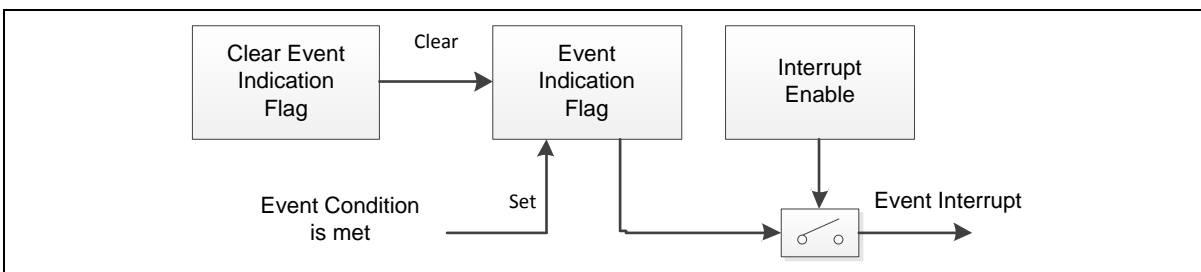 Clear Event
Indication
Flag
Clear
Event
Indication
Flag
Interrupt
Enable
Event Condition
is met
Set
Event Interrupt